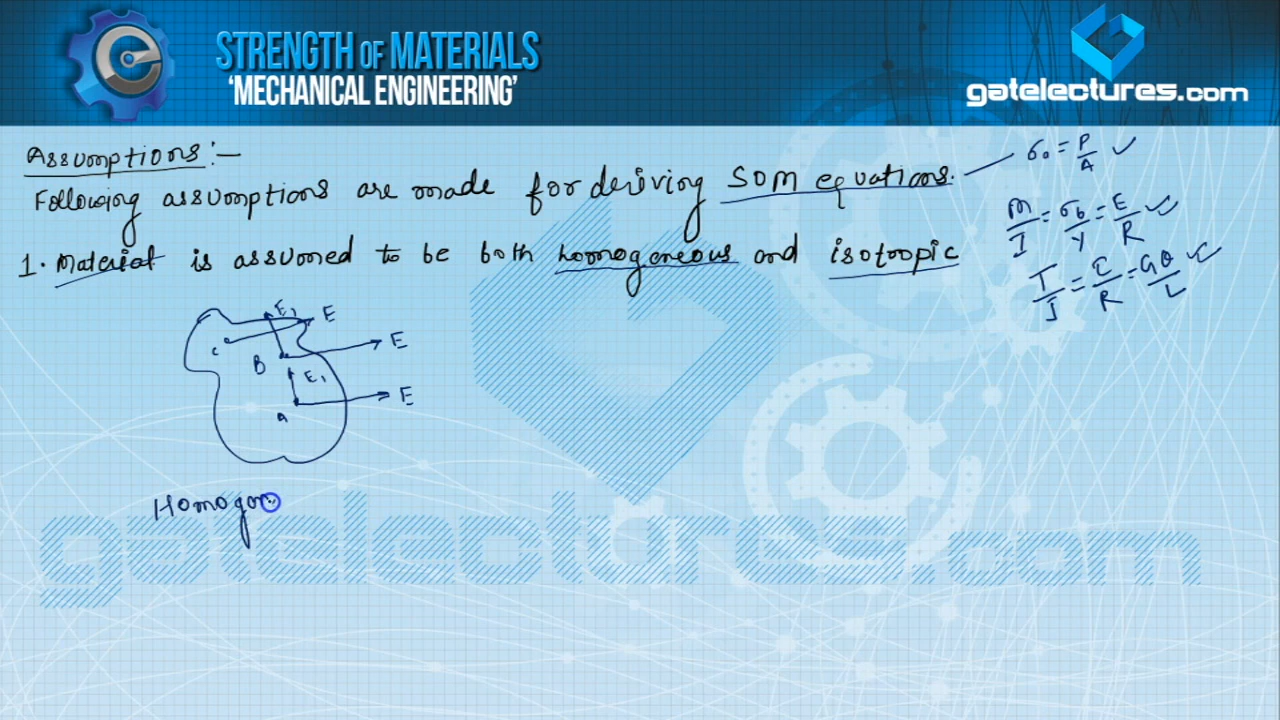 STRENGTH OF MATERIALS
'MECHANICAL ENGINEERING'
gatelectures.com
Assumptions:-
Following assumptions are made for deriving SOM equations.
σ₀ = P/A ✓
M/I = σb/Y = E/R ✓
T/J = τ/R = Gθ/L ✓
1. Material is assumed to be both homogeneous and isotropic
E₁ E
C
B E
E₁
A E
Homogen
gatelectures.com